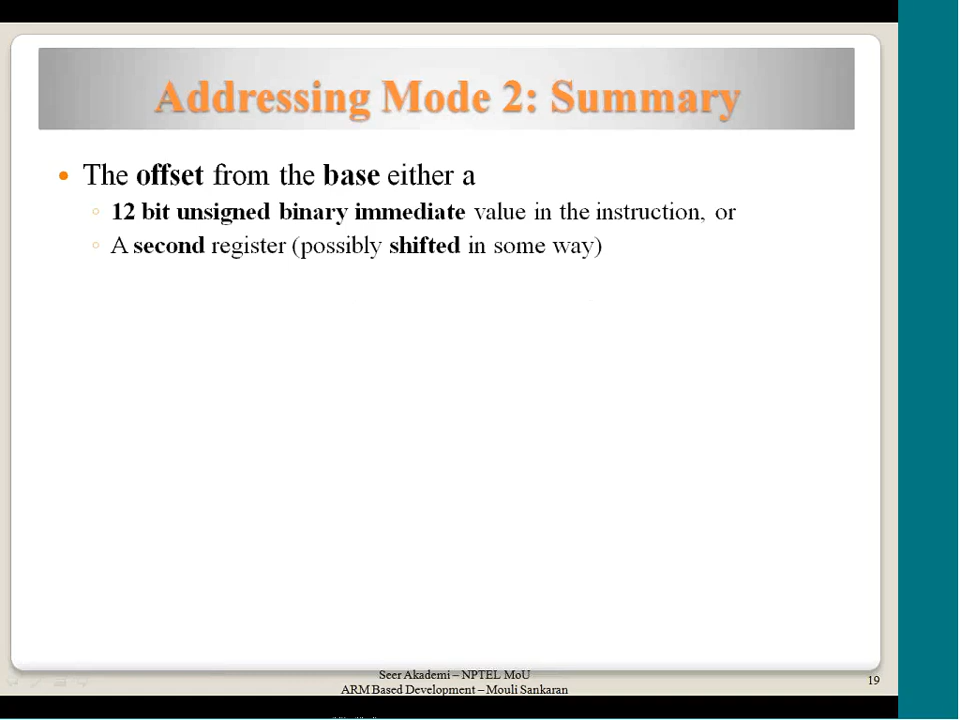 Addressing Mode 2: Summary
The offset from the base either a
12 bit unsigned binary immediate value in the instruction, or
A second register (possibly shifted in some way)
Seer Akademi – NPTEL MoU
ARM Based Development – Mouli Sankaran
19